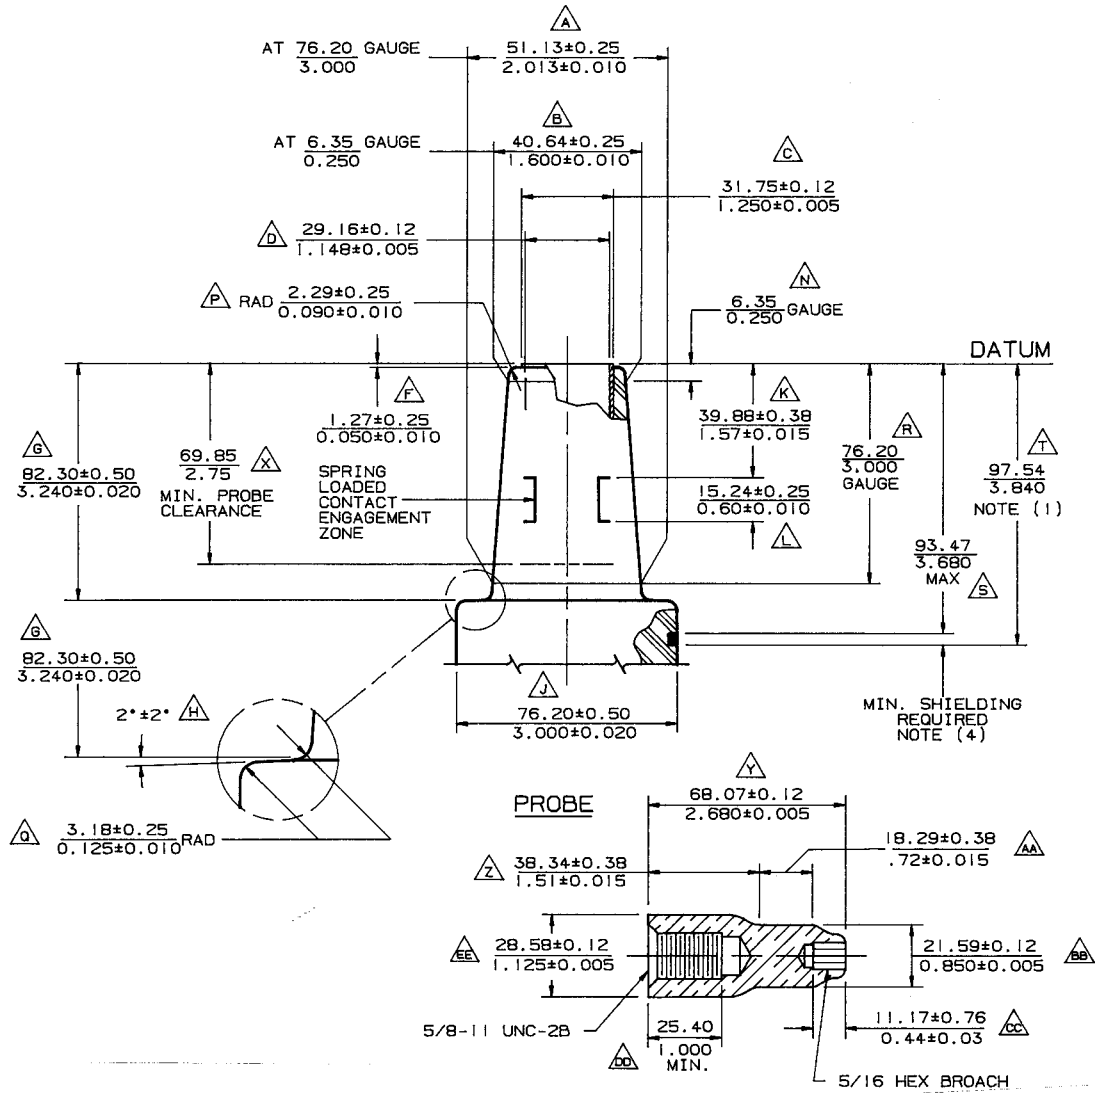 A
AT 76.20 GAUGE
3.000
51.13±0.25
2.013±0.010
B
AT 6.35 GAUGE
0.250
40.64±0.25
1.600±0.010
C
31.75±0.12
1.250±0.005
D
29.16±0.12
1.148±0.005
N
6.35 GAUGE
0.250
P RAD 2.29±0.25
0.090±0.010
DATUM
F
1.27±0.25
0.050±0.010
K
39.88±0.38
1.57±0.015
G
82.30±0.50
3.240±0.020
69.85
2.75
X
MIN. PROBE
CLEARANCE
SPRING
LOADED
CONTACT
ENGAGEMENT
ZONE
R
76.20
3.000
GAUGE
T
97.54
3.840
NOTE (1)
15.24±0.25
0.60±0.010
L
93.47
3.680
MAX
S
G
82.30±0.50
3.240±0.020
2°±2° H
J
76.20±0.50
3.000±0.020
MIN. SHIELDING
REQUIRED
NOTE (4)
Q 3.18±0.25 RAD
0.125±0.010
PROBE
Y
68.07±0.12
2.680±0.005
Z 38.34±0.38
1.51±0.015
18.29±0.38
.72±0.015
AA
EE 28.58±0.12
1.125±0.005
21.59±0.12
0.850±0.005
BB
5/8-11 UNC-2B
25.40
1.000
MIN.
DD
11.17±0.76
0.44±0.03
CC
5/16 HEX BROACH